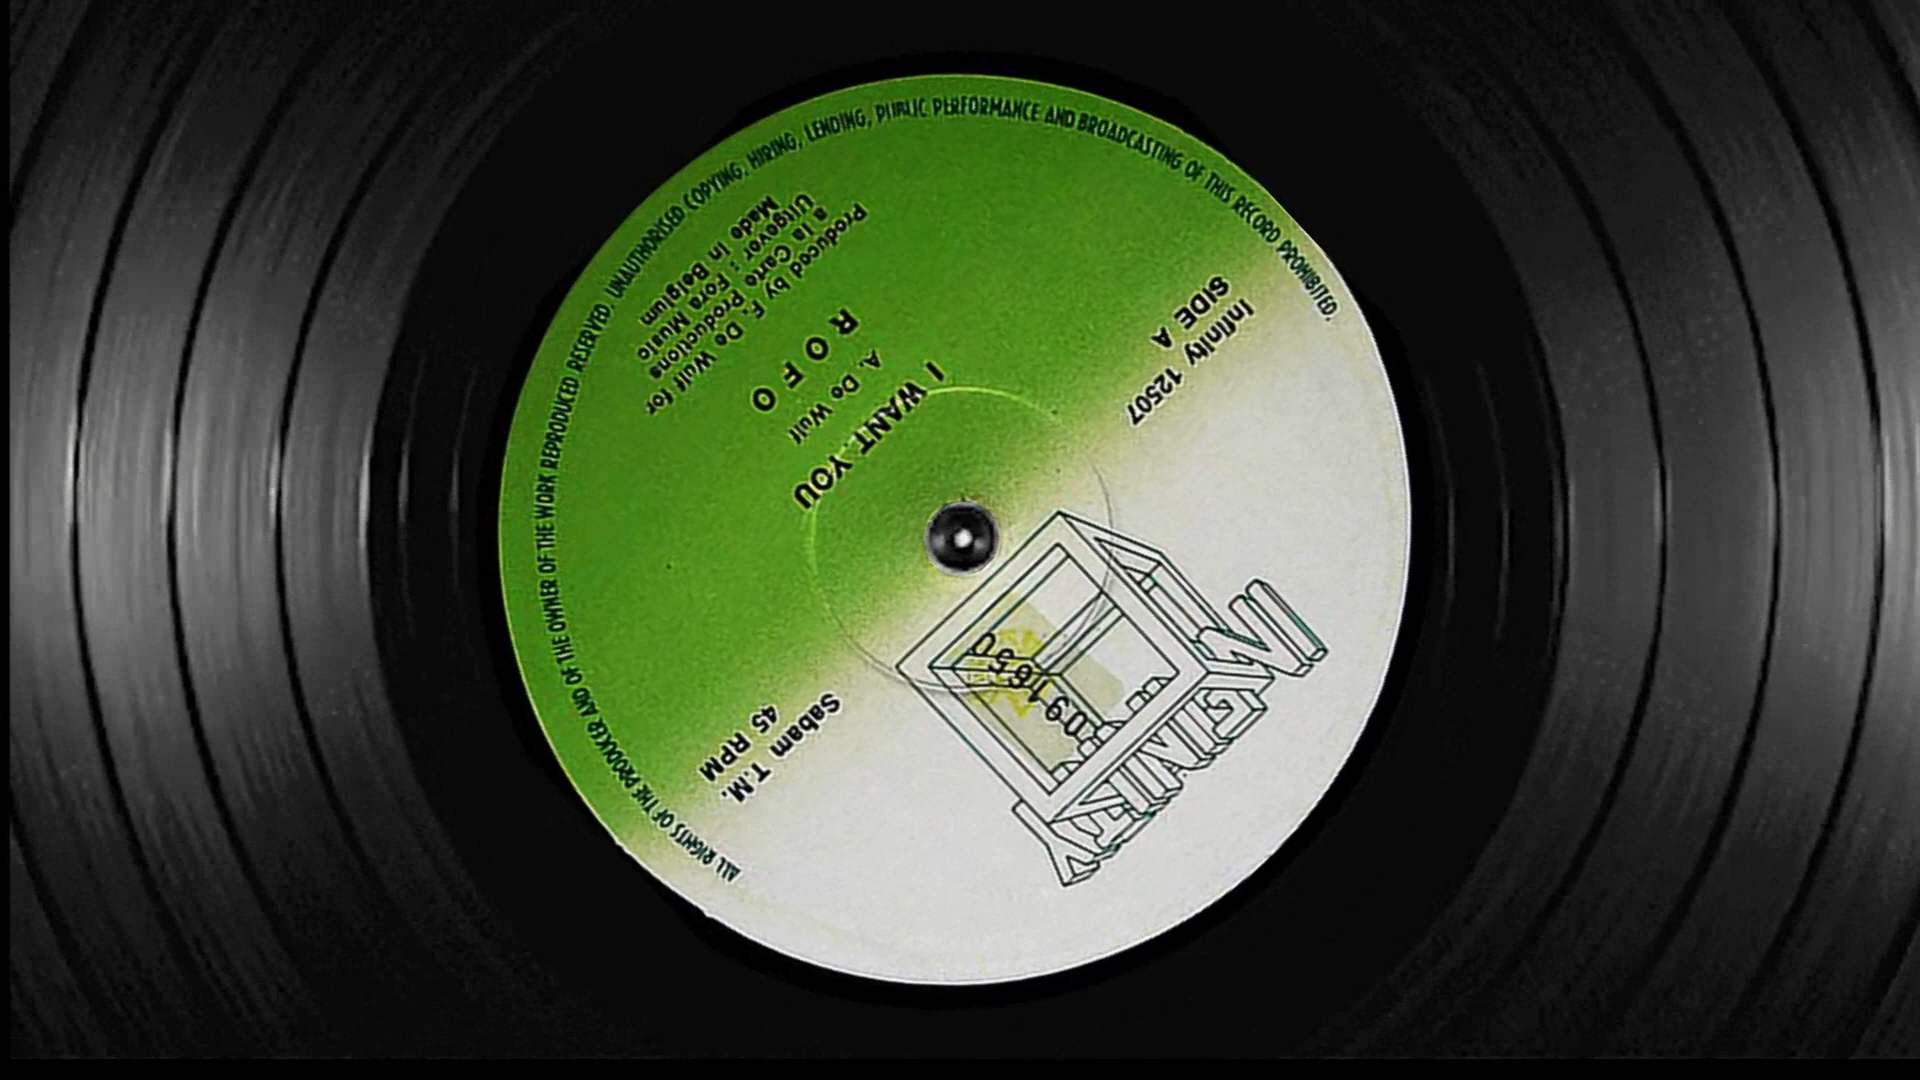 INFINITY
091650
Infinity 12507
SIDE A
Sabam T.M.
45 RPM
I WANT YOU
A. De Wulf
ROFO
Produced by F. De Wulf for
a la Carte Productions
Uitgever : Fora Music
Made in Belgium
ALL RIGHTS OF THE PRODUCER AND OF THE OWNER OF THE WORK REPRODUCED RESERVED. UNAUTHORISED COPYING, HIRING, LENDING, PUBLIC PERFORMANCE AND BROADCASTING OF THIS RECORD PROHIBITED.